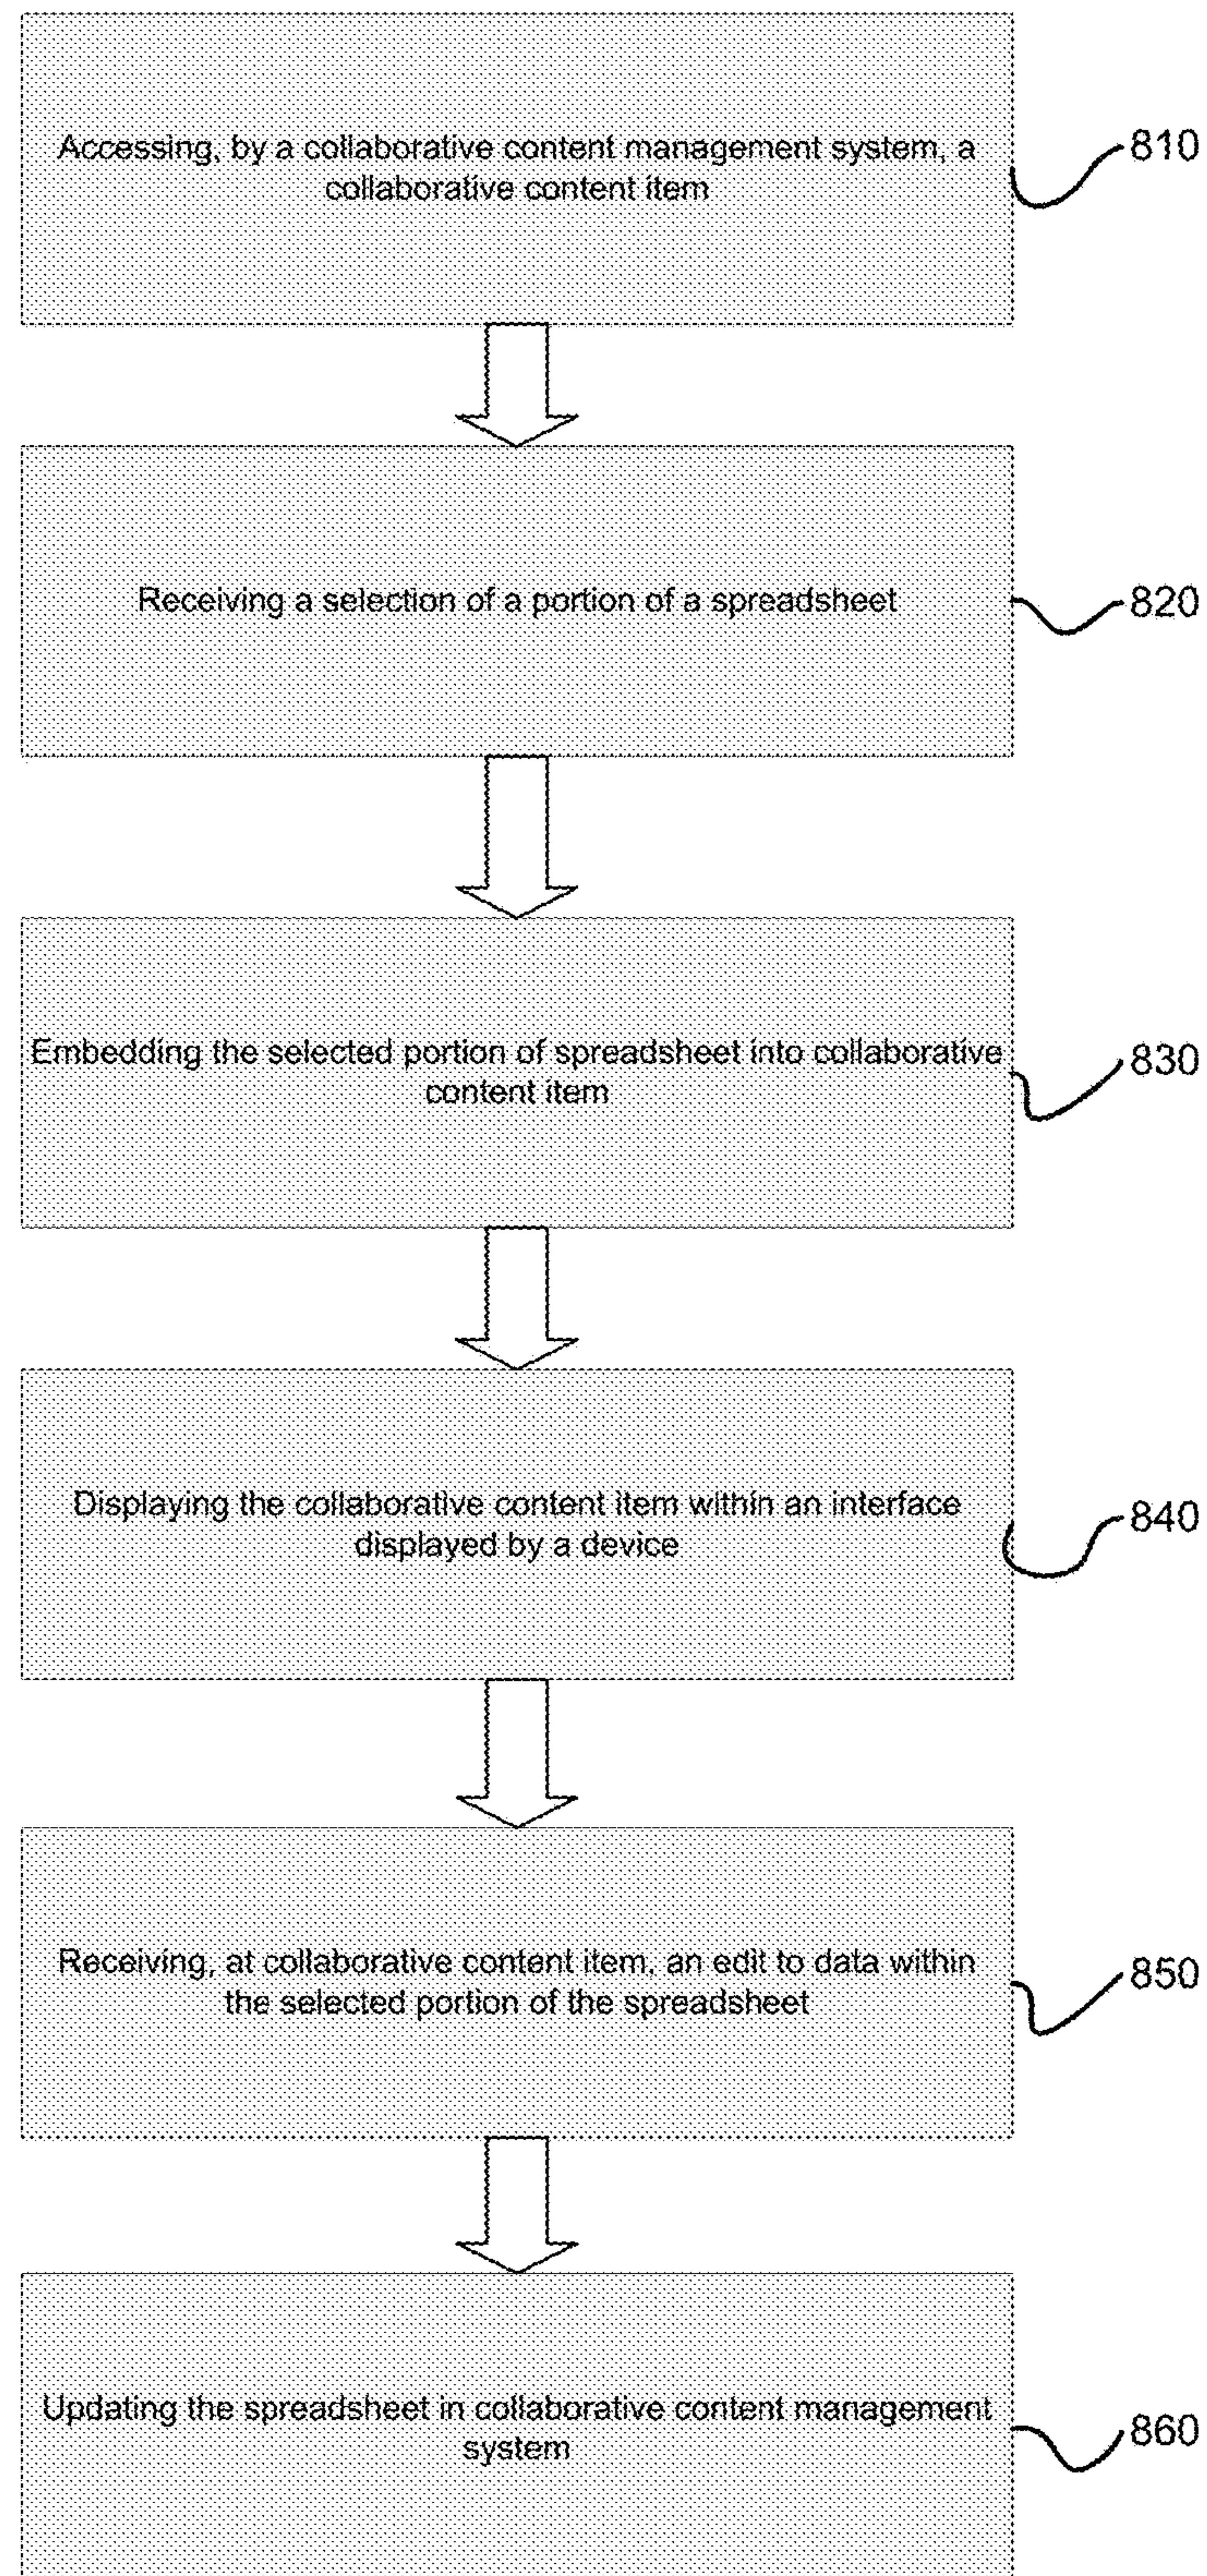 Accessing, by a collaborative content management system, a
collaborative content item
810
Receiving a selection of a portion of a spreadsheet
820
Embedding the selected portion of spreadsheet into collaborative
content item
830
Displaying the collaborative content item within an interface
displayed by a device
840
Receiving, at collaborative content item, an edit to data within
the selected portion of the spreadsheet
850
Updating the spreadsheet in collaborative content management
system
860